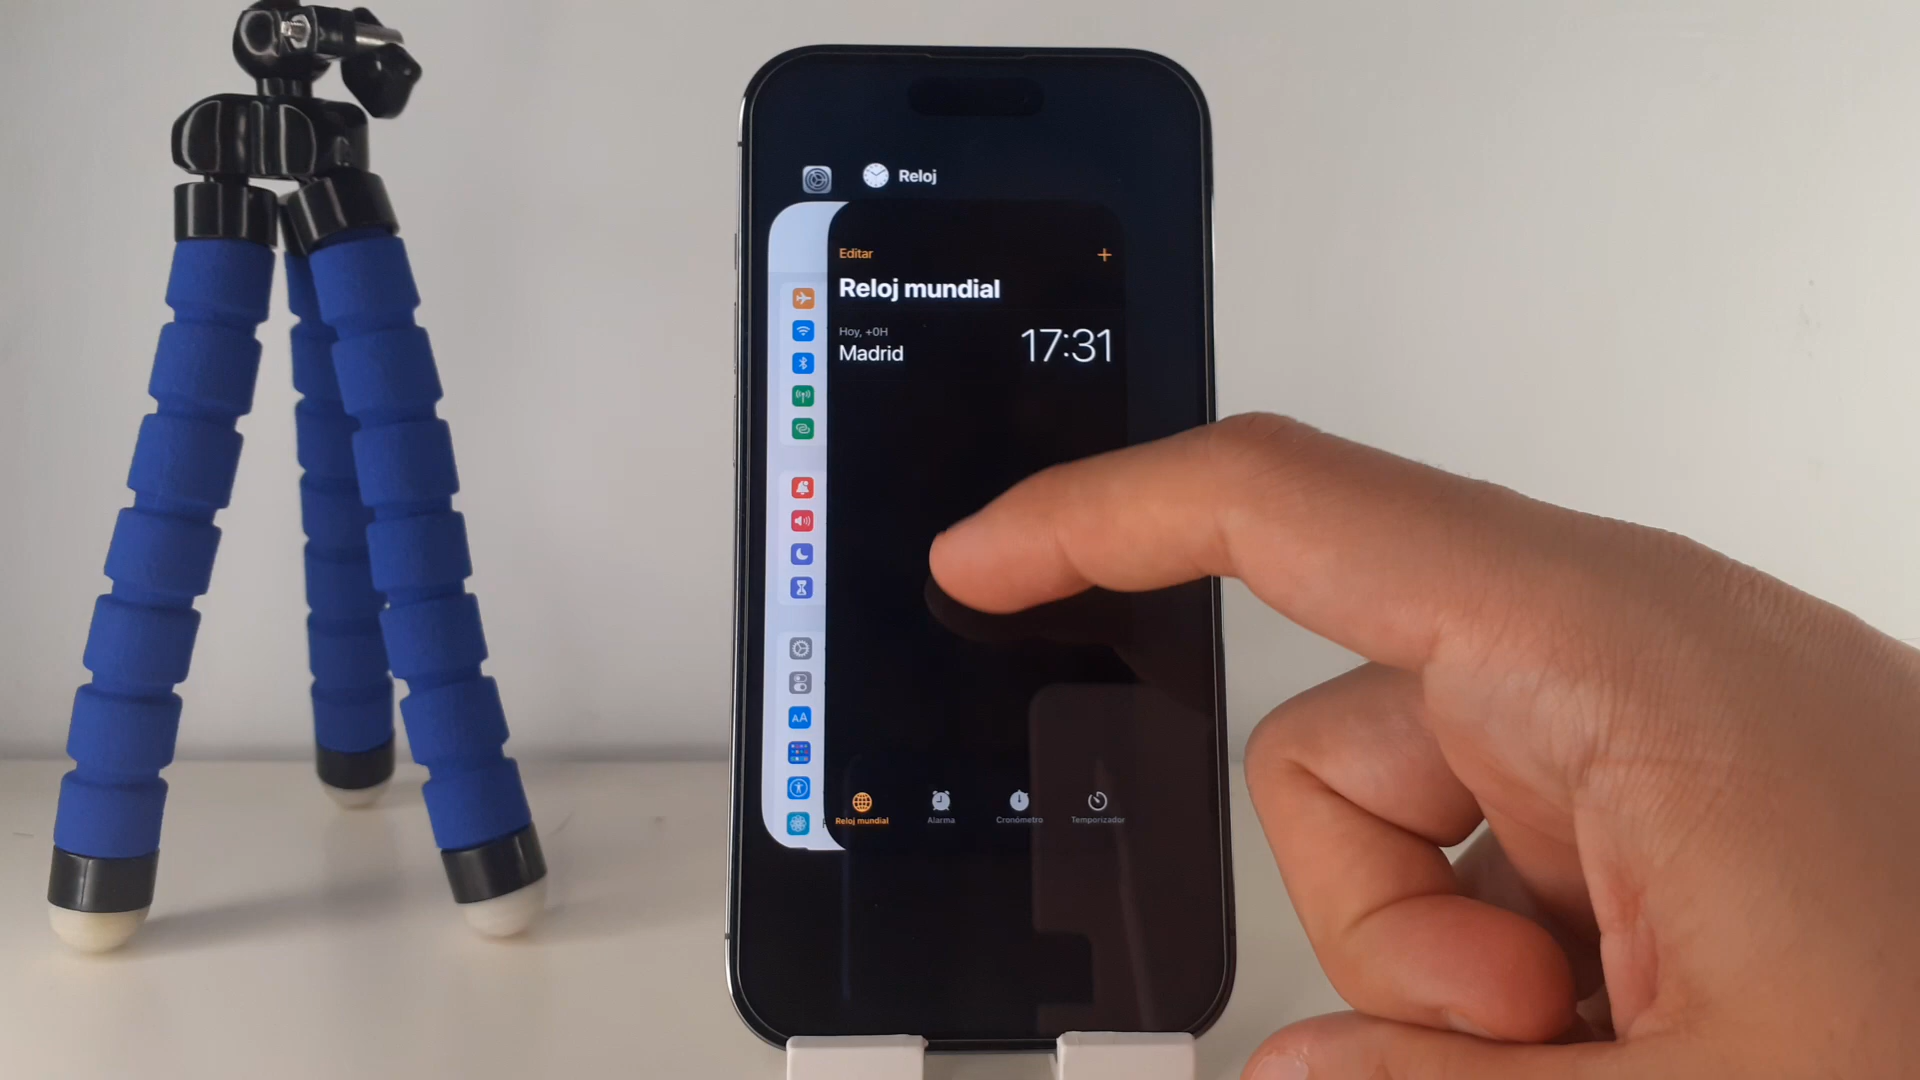 Reloj
Editar
+
Reloj mundial
Hoy, +0H
Madrid
17:31
AA
Reloj mundial
Alarma
Cronómetro
Temporizador